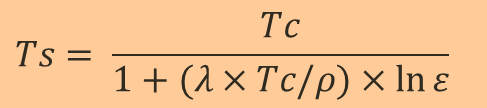 Ts = Tc / (1 + (λ × Tc/ρ) × ln ε)